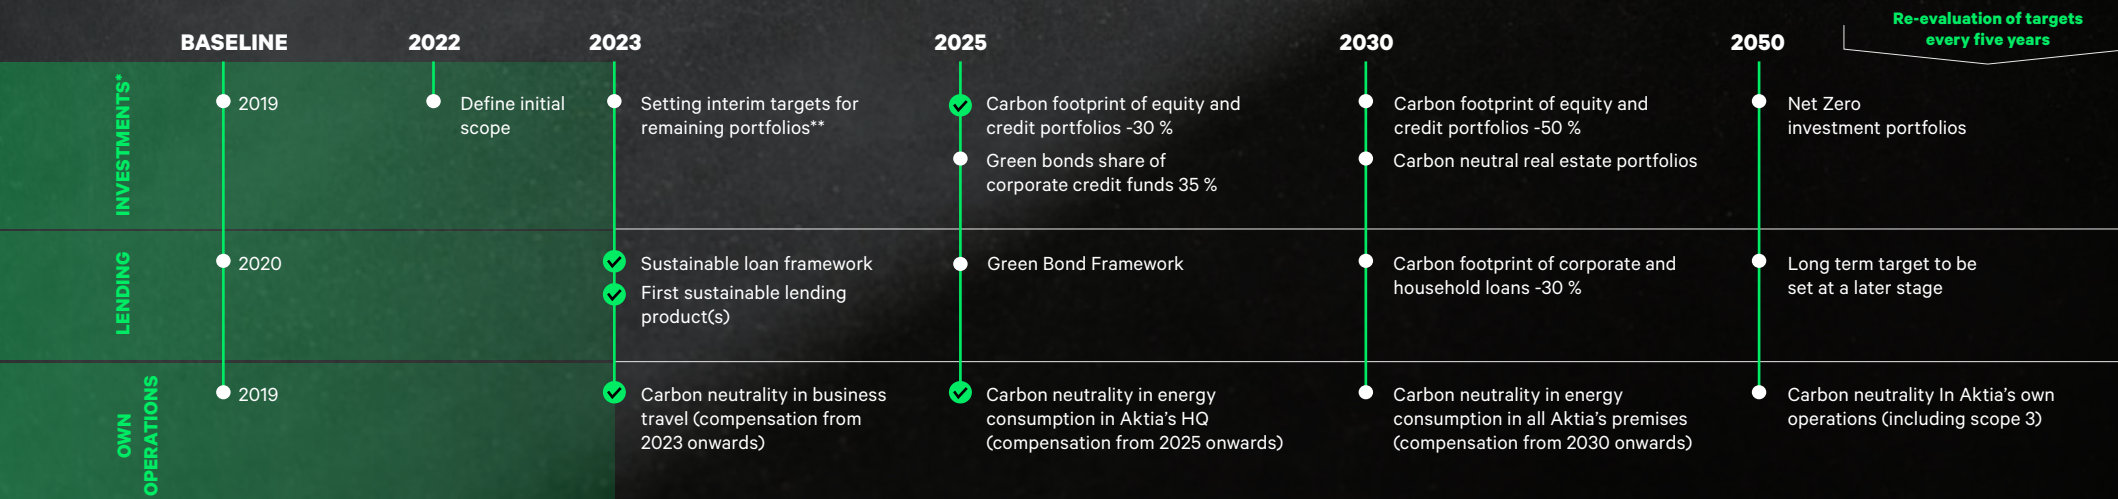 BASELINE
2022
2023
2025
2030
2050
Re-evaluation of targets
every five years
INVESTMENTS*
2019
Define initial
scope
Setting interim targets for
remaining portfolios**
Carbon footprint of equity and
credit portfolios -30 %
Green bonds share of
corporate credit funds 35 %
Carbon footprint of equity and
credit portfolios -50 %
Carbon neutral real estate portfolios
Net Zero
investment portfolios
LENDING
2020
Sustainable loan framework
First sustainable lending
product(s)
Green Bond Framework
Carbon footprint of corporate and
household loans -30 %
Long term target to be
set at a later stage
OWN
OPERATIONS
2019
Carbon neutrality in business
travel (compensation from
2023 onwards)
Carbon neutrality in energy
consumption in Aktia's HQ
(compensation from 2025 onwards)
Carbon neutrality in energy
consumption in all Aktia's premises
(compensation from 2030 onwards)
Carbon neutrality In Aktia's own
operations (including scope 3)